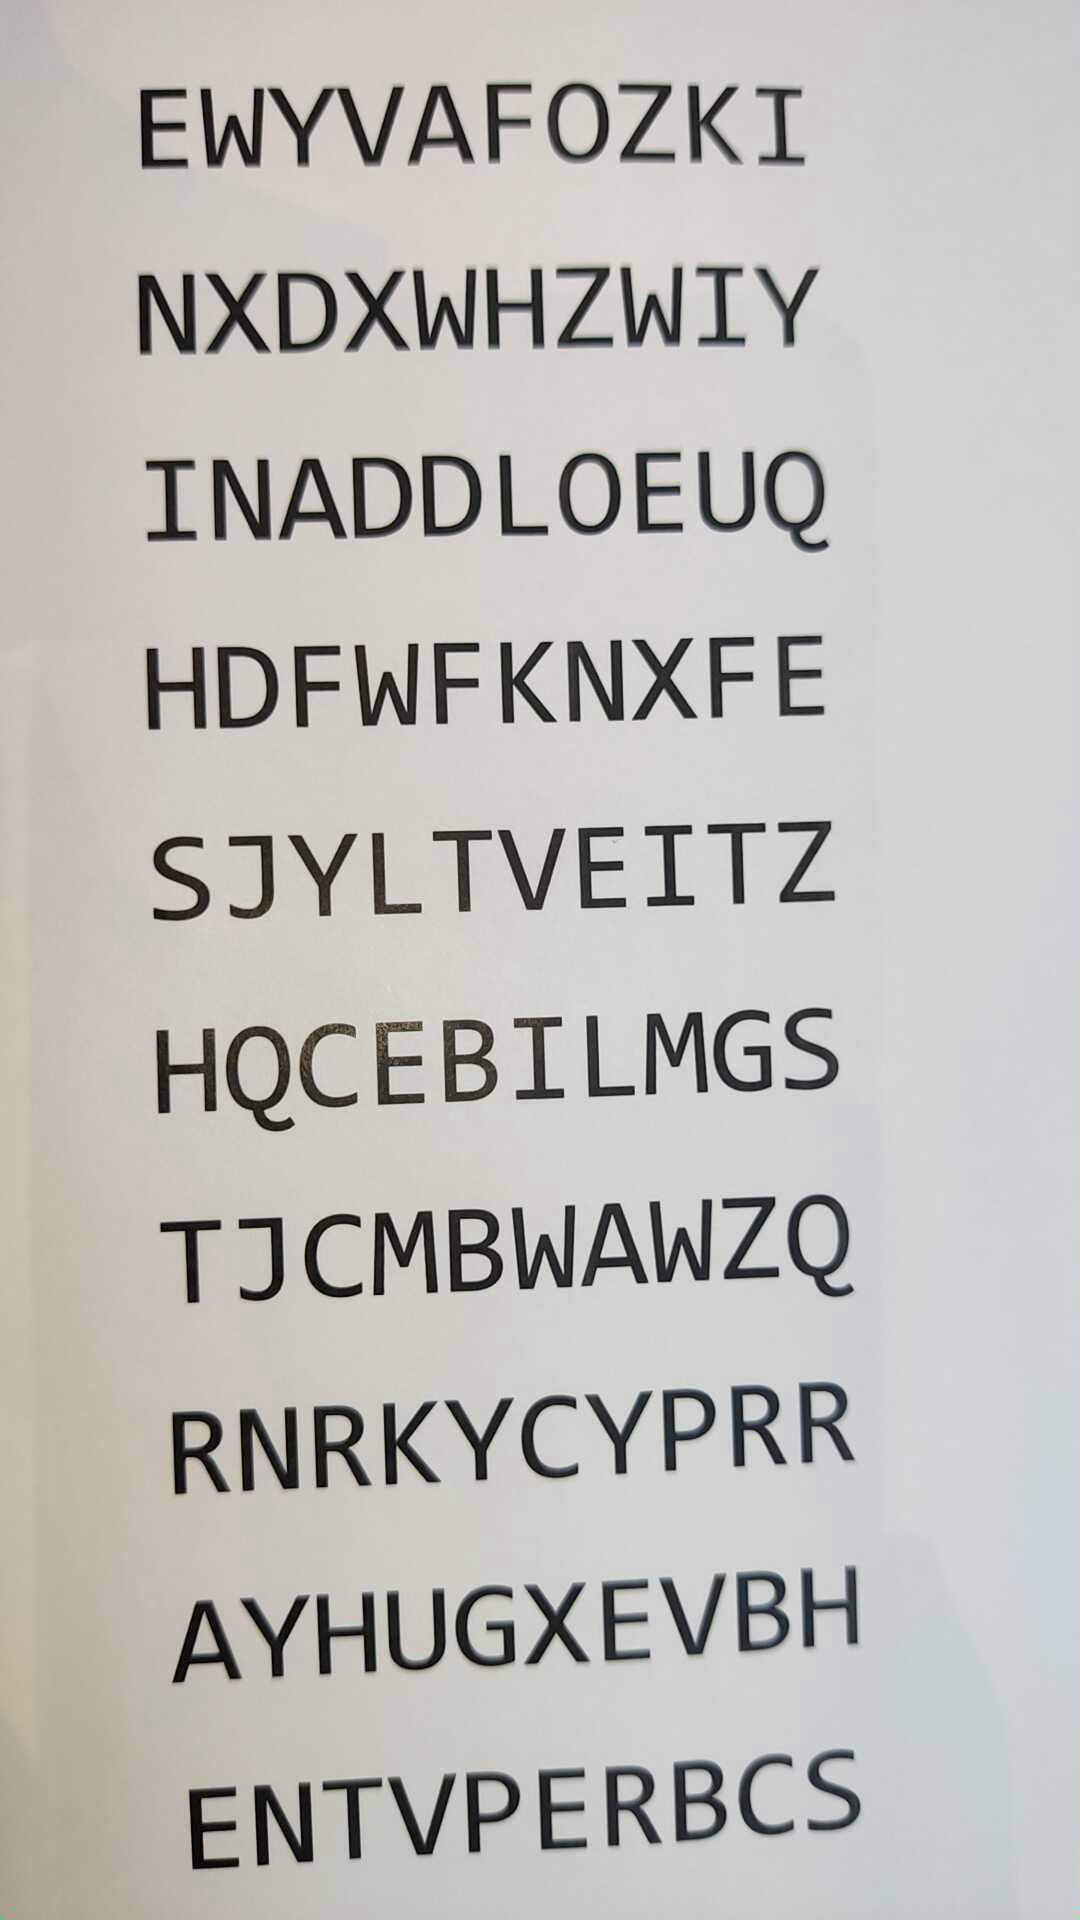 EWYVAFOZKI
NXDXWHZWIY
INADDLOEUQ
HDFWFKNXFE
SJYLTVEITZ
HQCEBILMGS
TJCMBWAWZQ
RNRKYCYPRR
AYHUGXEVBH
ENTVPERBCS